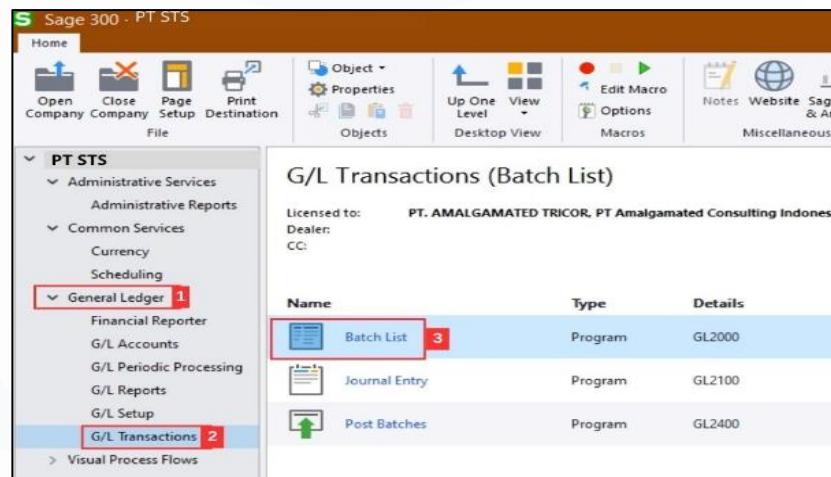 S Sage 300 - PT STS
Home
Open Company
Close Company
Page Setup
Print Destination
File
Object
Properties
Objects
Up One Level
View
Desktop View
Edit Macro
Options
Macros
Notes
Website
Sag
& A
Miscellaneous
PT STS
Administrative Services
Administrative Reports
Common Services
Currency
Scheduling
General Ledger 1
Financial Reporter
G/L Accounts
G/L Periodic Processing
G/L Reports
G/L Setup
G/L Transactions 2
Visual Process Flows
G/L Transactions (Batch List)
Licensed to: PT. AMALGAMATED TRICOR, PT Amalgamated Consulting Indones
Dealer:
CC:
Name Type Details
Batch List 3 Program GL2000
Journal Entry Program GL2100
Post Batches Program GL2400